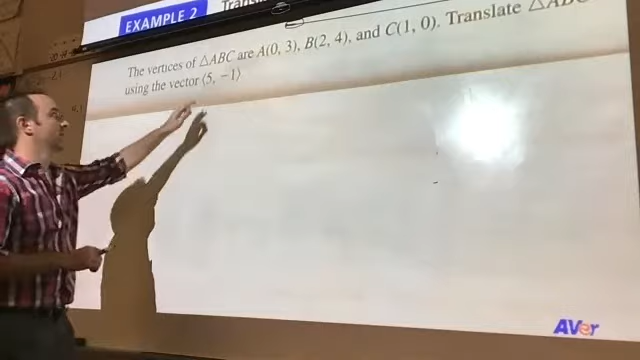 EXAMPLE 2
The vertices of △ABC are A(0, 3), B(2, 4), and C(1, 0). Translate △ABC
using the vector ⟨5, −1⟩
AVer